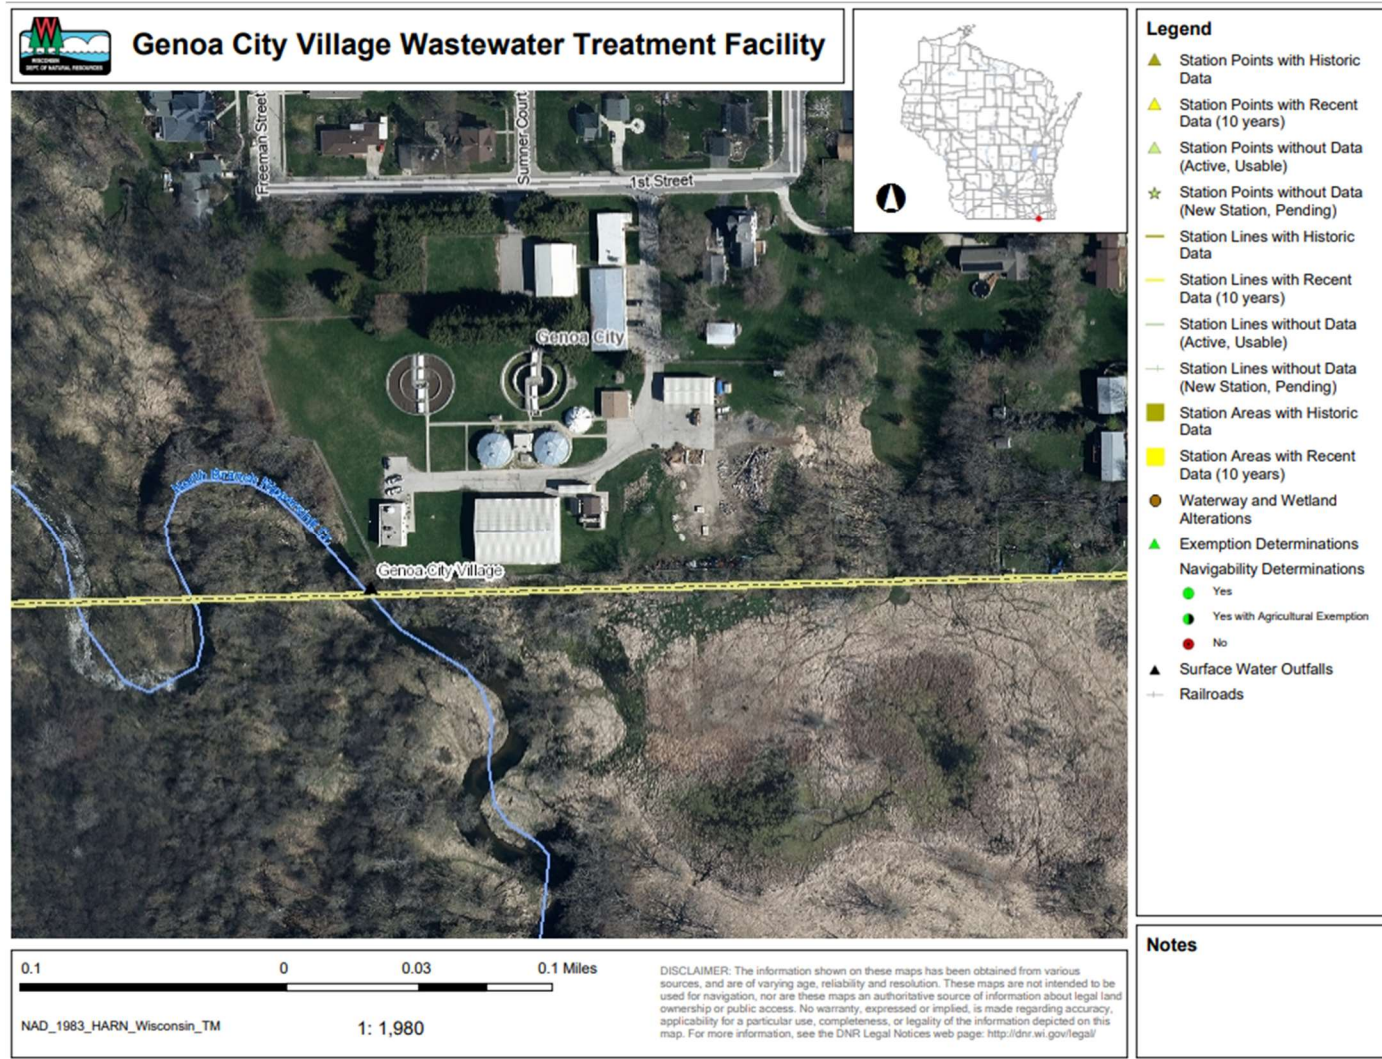 WISCONSIN
DEPT. OF NATURAL RESOURCES
Genoa City Village Wastewater Treatment Facility
Freeman Street
Sumner Court
1st Street
Genoa City
North Branch
Genoa City Village
Legend
Station Points with Historic
Data
Station Points with Recent
Data (10 years)
Station Points without Data
(Active, Usable)
Station Points without Data
(New Station, Pending)
Station Lines with Historic
Data
Station Lines with Recent
Data (10 years)
Station Lines without Data
(Active, Usable)
Station Lines without Data
(New Station, Pending)
Station Areas with Historic
Data
Station Areas with Recent
Data (10 years)
Waterway and Wetland
Alterations
Exemption Determinations
Navigability Determinations
Yes
Yes with Agricultural Exemption
No
Surface Water Outfalls
Railroads
Notes
0.1 0 0.03 0.1 Miles
NAD_1983_HARN_Wisconsin_TM
1: 1,980
DISCLAIMER: The information shown on these maps has been obtained from various
sources, and are of varying age, reliability and resolution. These maps are not intended to be
used for navigation, nor are these maps an authoritative source of information about legal land
ownership or public access. No warranty, expressed or implied, is made regarding accuracy,
applicability for a particular use, completeness, or legality of the information depicted on this
map. For more information, see the DNR Legal Notices web page: http://dnr.wi.gov/legal/